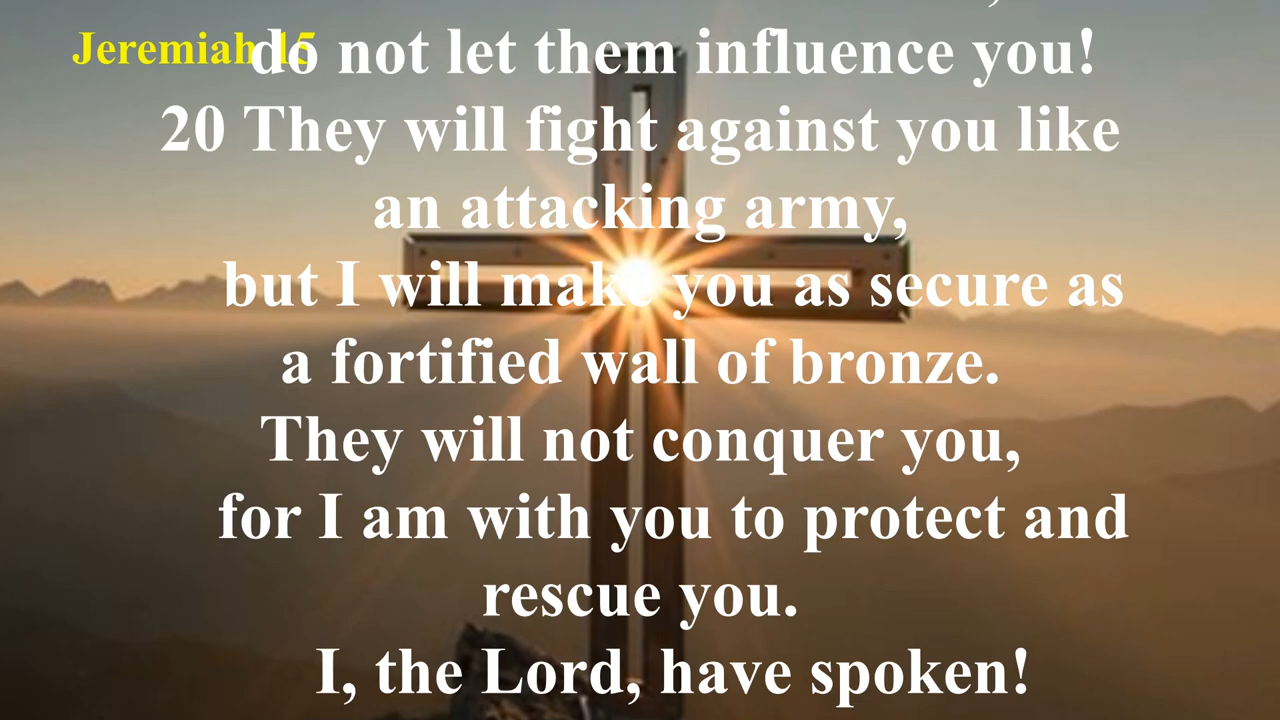 Jeremiah 15
do not let them influence you!
20 They will fight against you like
an attacking army,
but I will make you as secure as
a fortified wall of bronze.
They will not conquer you,
for I am with you to protect and
rescue you.
I, the Lord, have spoken!